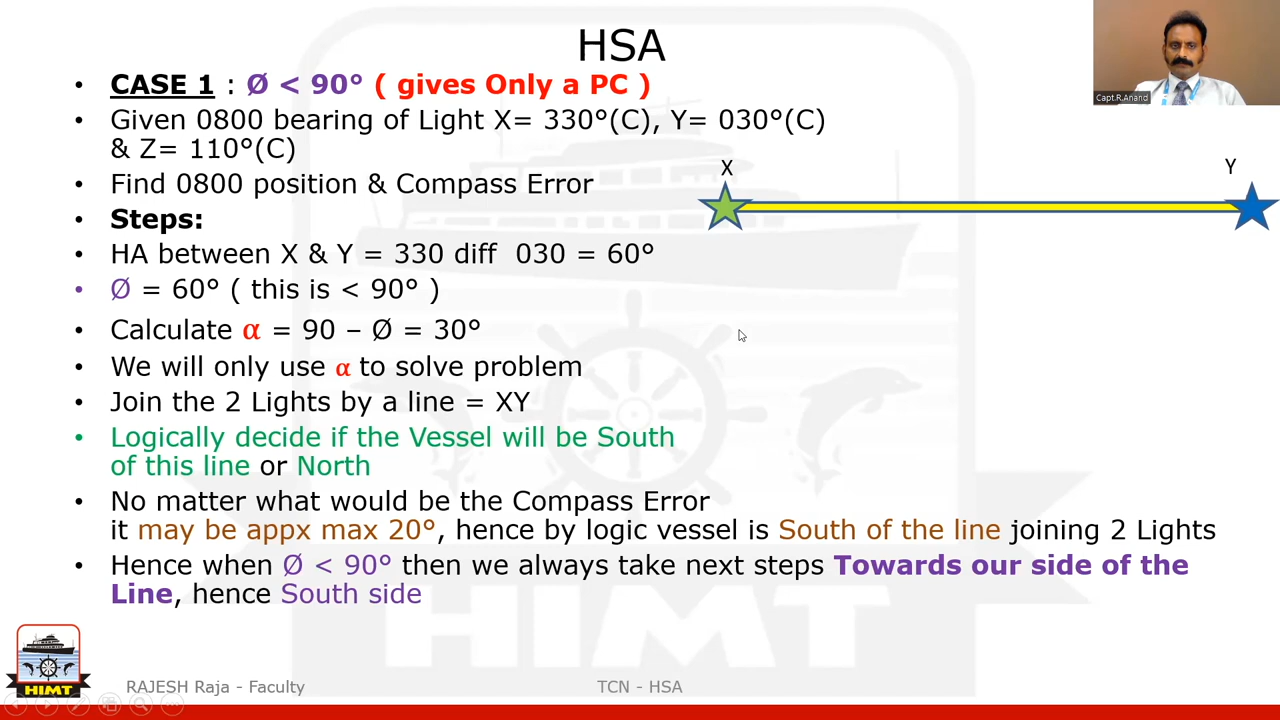 HSA
Capt.R.Anand
• CASE 1 : Ø < 90° ( gives Only a PC )
• Given 0800 bearing of Light X= 330°(C), Y= 030°(C)
& Z= 110°(C)
X
Y
• Find 0800 position & Compass Error
• Steps:
• HA between X & Y = 330 diff 030 = 60°
• Ø = 60° ( this is < 90° )
• Calculate α = 90 – Ø = 30°
• We will only use α to solve problem
• Join the 2 Lights by a line = XY
• Logically decide if the Vessel will be South
of this line or North
• No matter what would be the Compass Error
it may be appx max 20°, hence by logic vessel is South of the line joining 2 Lights
• Hence when Ø < 90° then we always take next steps Towards our side of the
Line, hence South side
HIMT
HIMT
RAJESH Raja - Faculty
TCN - HSA